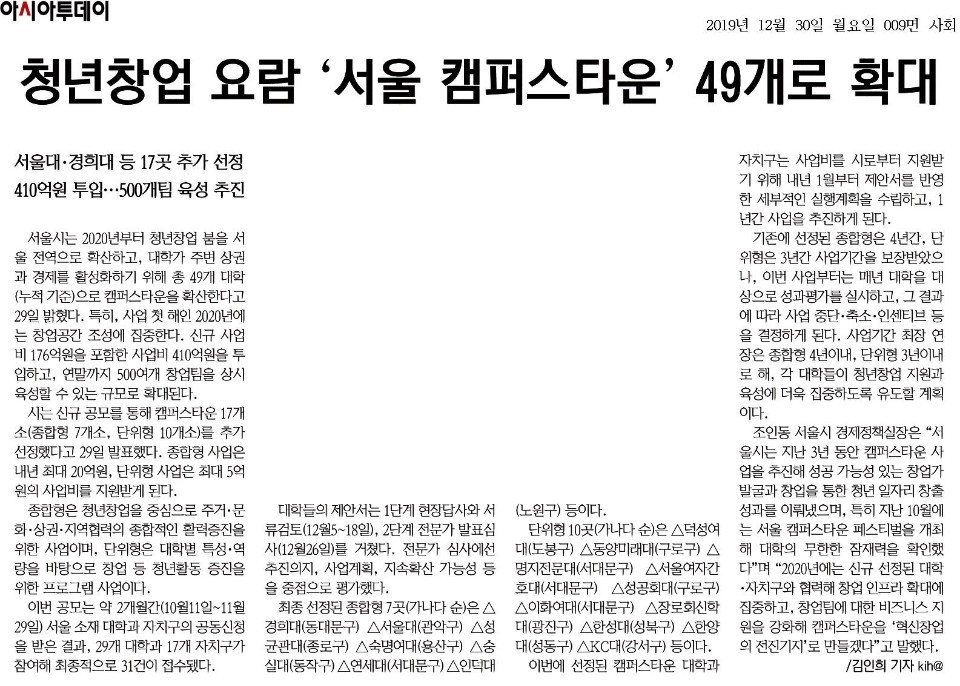 아시아투데이
2019년 12월 30일 월요일 009면 사회
청년창업 요람 ‘서울 캠퍼스타운’ 49개로 확대
서울대·경희대 등 17곳 추가 선정
410억원 투입…500개팀 육성 추진
서울시는 2020년부터 청년창업 붐을 서
울 전역으로 확산하고, 대학가 주변 상권
과 경제를 활성화하기 위해 총 49개 대학
(누적 기준)으로 캠퍼스타운을 확산한다고
29일 밝혔다. 특히, 사업 첫 해인 2020년에
는 창업공간 조성에 집중한다. 신규 사업
비 176억원을 포함한 사업비 410억원을 투
입하고, 연말까지 500여개 창업팀을 상시
육성할 수 있는 규모로 확대된다.
시는 신규 공모를 통해 캠퍼스타운 17개
소(종합형 7개소, 단위형 10개소)를 추가
선정했다고 29일 발표했다. 종합형 사업은
내년 최대 20억원, 단위형 사업은 최대 5억
원의 사업비를 지원받게 된다.
종합형은 청년창업을 중심으로 주거·문
화·상권·지역협력의 종합적인 활력증진을
위한 사업이며, 단위형은 대학별 특성·역
량을 바탕으로 창업 등 청년활동 증진을
위한 프로그램 사업이다.
이번 공모는 약 2개월간(10월11일~11월
29일) 서울 소재 대학과 자치구의 공동신청
을 받은 결과, 29개 대학과 17개 자치구가
참여해 최종적으로 31건이 접수됐다.
대학들의 제안서는 1단계 현장답사와 서
류검토(12월5~18일), 2단계 전문가 발표심
사(12월26일)를 거쳤다. 전문가 심사에선
추진의지, 사업계획, 지속확산 가능성 등
을 중점으로 평가했다.
최종 선정된 종합형 7곳(가나다 순)은 △
경희대(동대문구) △서울대(관악구) △성
균관대(종로구) △숙명여대(용산구) △숭
실대(동작구) △연세대(서대문구) △인덕대
(노원구) 등이다.
단위형 10곳(가나다 순)은 △덕성여
대(도봉구) △동양미래대(구로구) △
명지전문대(서대문구) △서울여자간
호대(서대문구) △성공회대(구로구)
△이화여대(서대문구) △장로회신학
대(광진구) △한성대(성북구) △한양
대(성동구) △KC대(강서구) 등이다.
이번에 선정된 캠퍼스타운 대학과
자치구는 사업비를 시로부터 지원받
기 위해 내년 1월부터 제안서를 반영
한 세부적인 실행계획을 수립하고, 1
년간 사업을 추진하게 된다.
기존에 선정된 종합형은 4년간, 단
위형은 3년간 사업기간을 보장받았으
나, 이번 사업부터는 매년 대학을 대
상으로 성과평가를 실시하고, 그 결과
에 따라 사업 중단·축소·인센티브 등
을 결정하게 된다. 사업기간 최장 연
장은 종합형 4년이내, 단위형 3년이내
로 해, 각 대학들이 청년창업 지원과
육성에 더욱 집중하도록 유도할 계획
이다.
조인동 서울시 경제정책실장은 “서
울시는 지난 3년 동안 캠퍼스타운 사
업을 추진해 성공 가능성 있는 창업가
발굴과 창업을 통한 청년 일자리 창출
성과를 이뤄냈으며, 특히 지난 10월에
는 서울 캠퍼스타운 페스티벌을 개최
해 대학의 무한한 잠재력을 확인했
다”며 “2020년에는 신규 선정된 대학
·자치구와 협력해 창업 인프라 확대에
집중하고, 창업팀에 대한 비즈니스 지
원을 강화해 캠퍼스타운을 ‘혁신창업
의 전진기지’로 만들겠다”고 말했다.
/김인희 기자 kih@